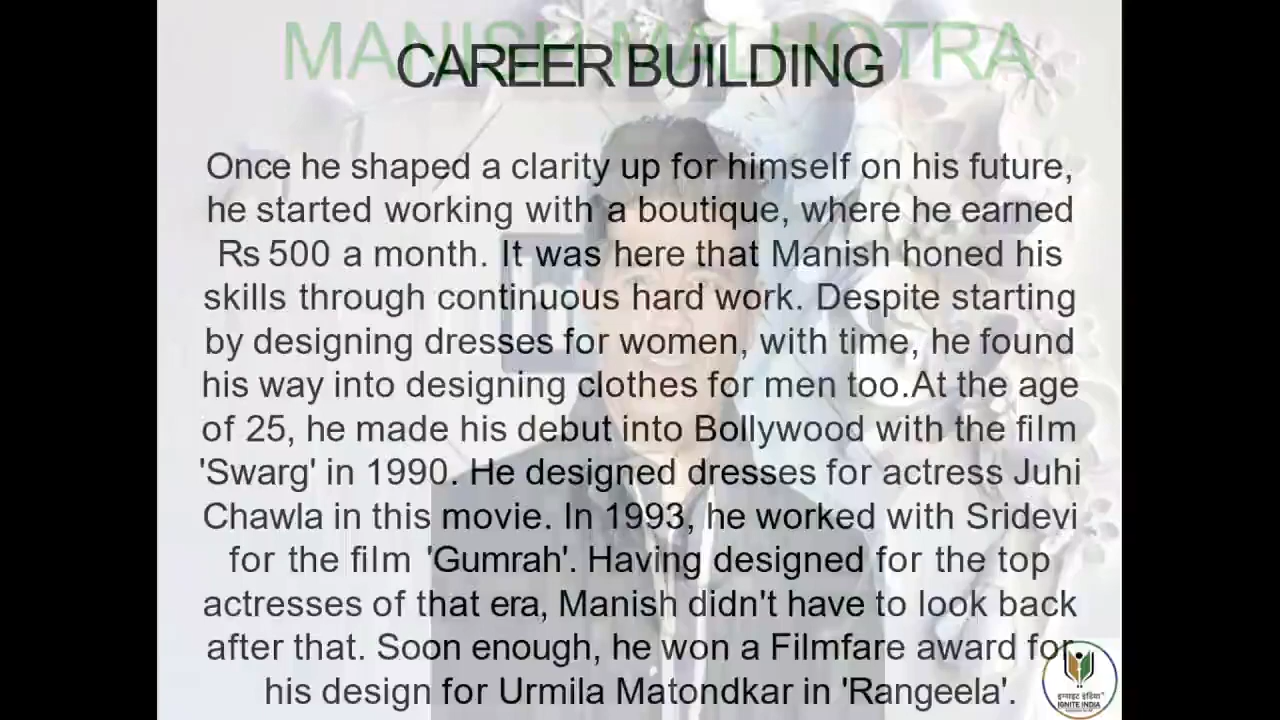 MANISH MALHOTRA
CAREER BUILDING
Once he shaped a clarity up for himself on his future,
he started working with a boutique, where he earned
Rs 500 a month. It was here that Manish honed his
skills through continuous hard work. Despite starting
by designing dresses for women, with time, he found
his way into designing clothes for men too.At the age
of 25, he made his debut into Bollywood with the film
'Swarg' in 1990. He designed dresses for actress Juhi
Chawla in this movie. In 1993, he worked with Sridevi
for the film 'Gumrah'. Having designed for the top
actresses of that era, Manish didn't have to look back
after that. Soon enough, he won a Filmfare award for
his design for Urmila Matondkar in 'Rangeela'.
इग्नाइट इंडिया
IGNITE INDIA